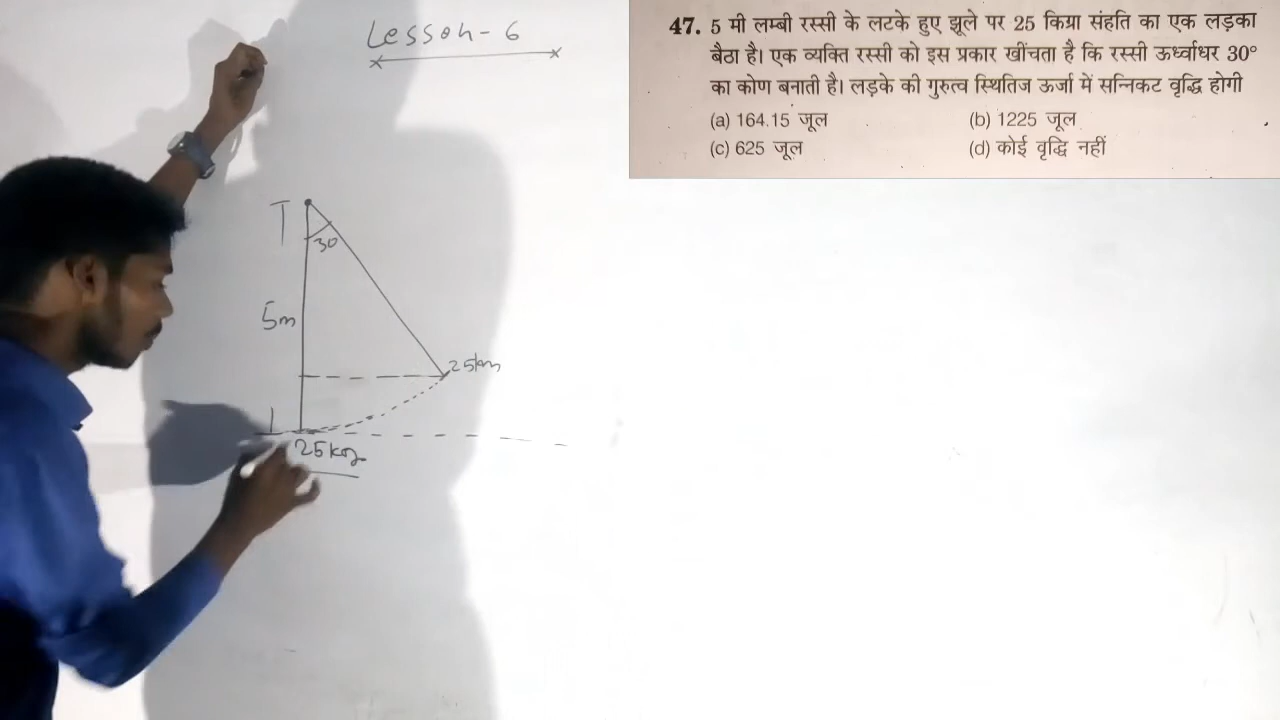 Lesson-6
47. 5 मी लम्बी रस्सी के लटके हुए झूले पर 25 किग्रा संहति का एक लड़का
बैठा है। एक व्यक्ति रस्सी को इस प्रकार खींचता है कि रस्सी ऊर्ध्वाधर 30°
का कोण बनाती है। लड़के की गुरुत्व स्थितिज ऊर्जा में सन्निकट वृद्धि होगी
(a) 164.15 जूल (b) 1225 जूल
(c) 625 जूल (d) कोई वृद्धि नहीं
30
5m
25km
25kg